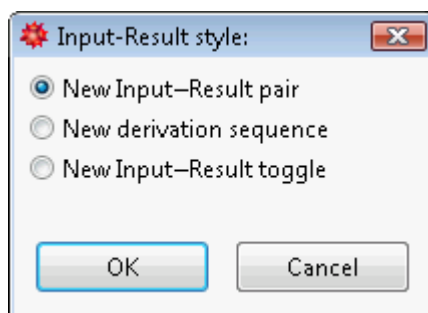 Input-Result style:
New Input–Result pair
New derivation sequence
New Input–Result toggle
OK Cancel